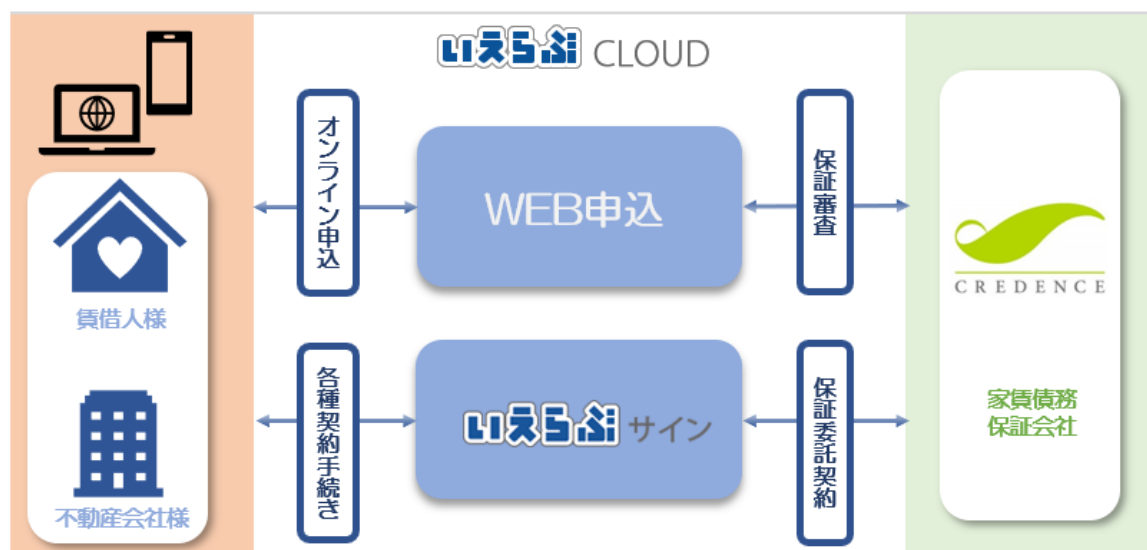 いえらぶ CLOUD
オンライン申込
WEB申込
保証審査
賃借人様
CREDENCE
各種契約手続き
いえらぶ サイン
保証委託契約
家賃債務
保証会社
不動産会社様